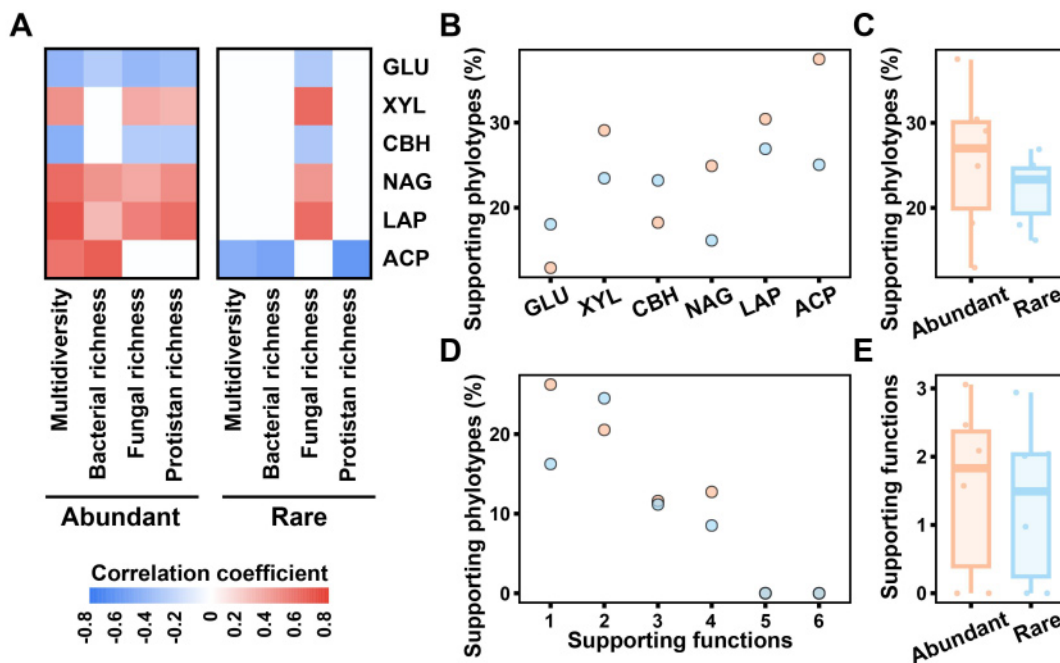 A
GLU
XYL
CBH
NAG
LAP
ACP
Multidiversity
Bacterial richness
Fungal richness
Protistan richness
Multidiversity
Bacterial richness
Fungal richness
Protistan richness
Abundant
Rare
Correlation coefficient
-0.8
-0.6
-0.4
-0.2
0
0.2
0.4
0.6
0.8
B
Supporting phylotypes (%)
30
20
GLU
XYL
CBH
NAG
LAP
ACP
C
Supporting phylotypes (%)
30
20
Abundant
Rare
D
Supporting phylotypes (%)
20
10
0
1 2 3 4 5 6
Supporting functions
E
Supporting functions
3
2
1
0
Abundant
Rare